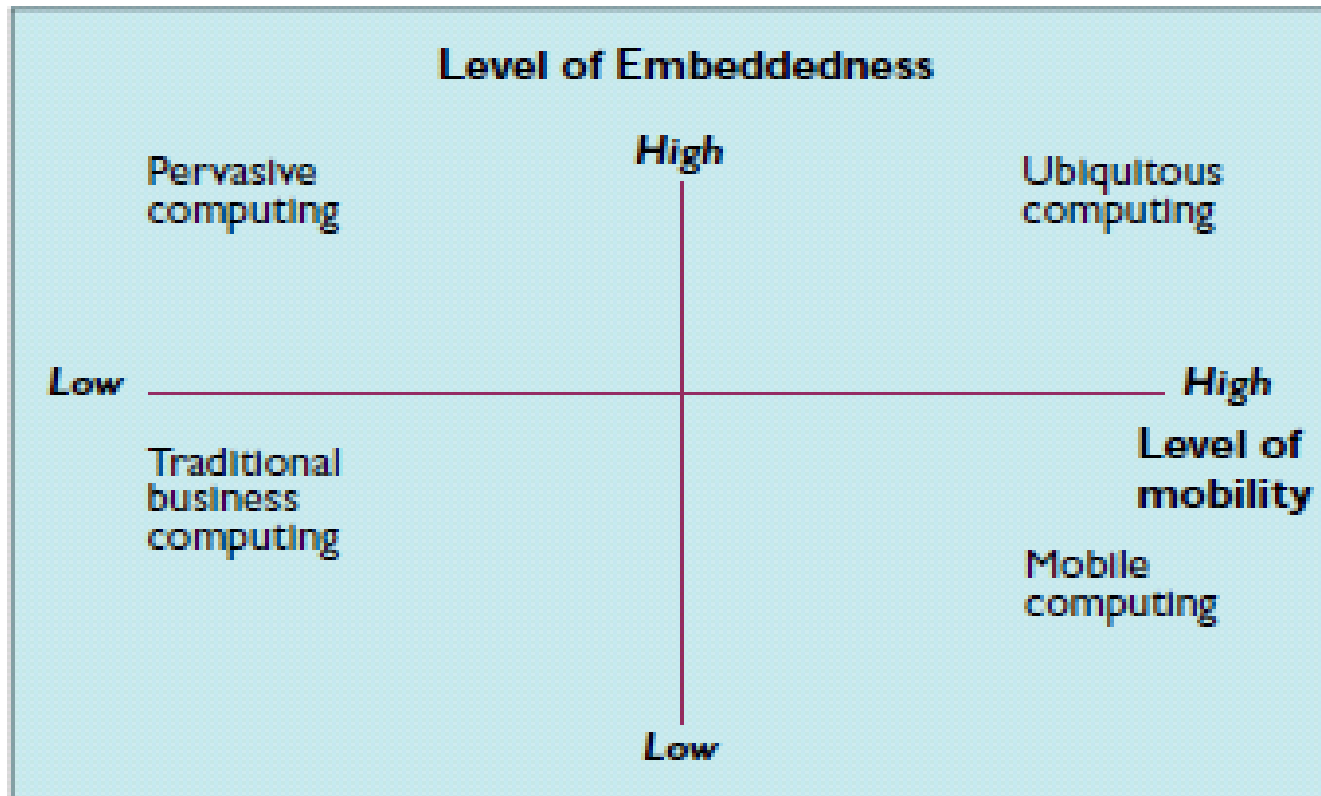 Level of Embeddedness
High
Pervasive
computing
Ubiquitous
computing
Low
High
Level of
mobility
Traditional
business
computing
Mobile
computing
Low